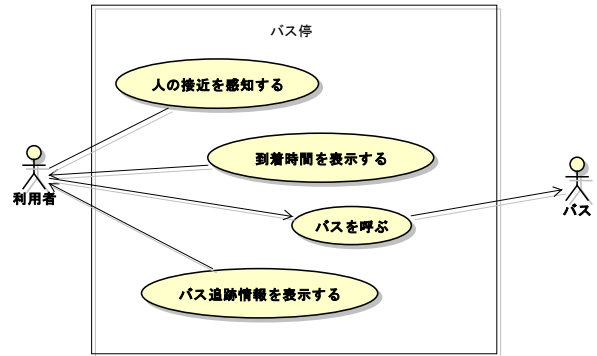 バス停
人の接近を感知する
到着時間を表示する
利用者
バス
バスを呼ぶ
バス追跡情報を表示する